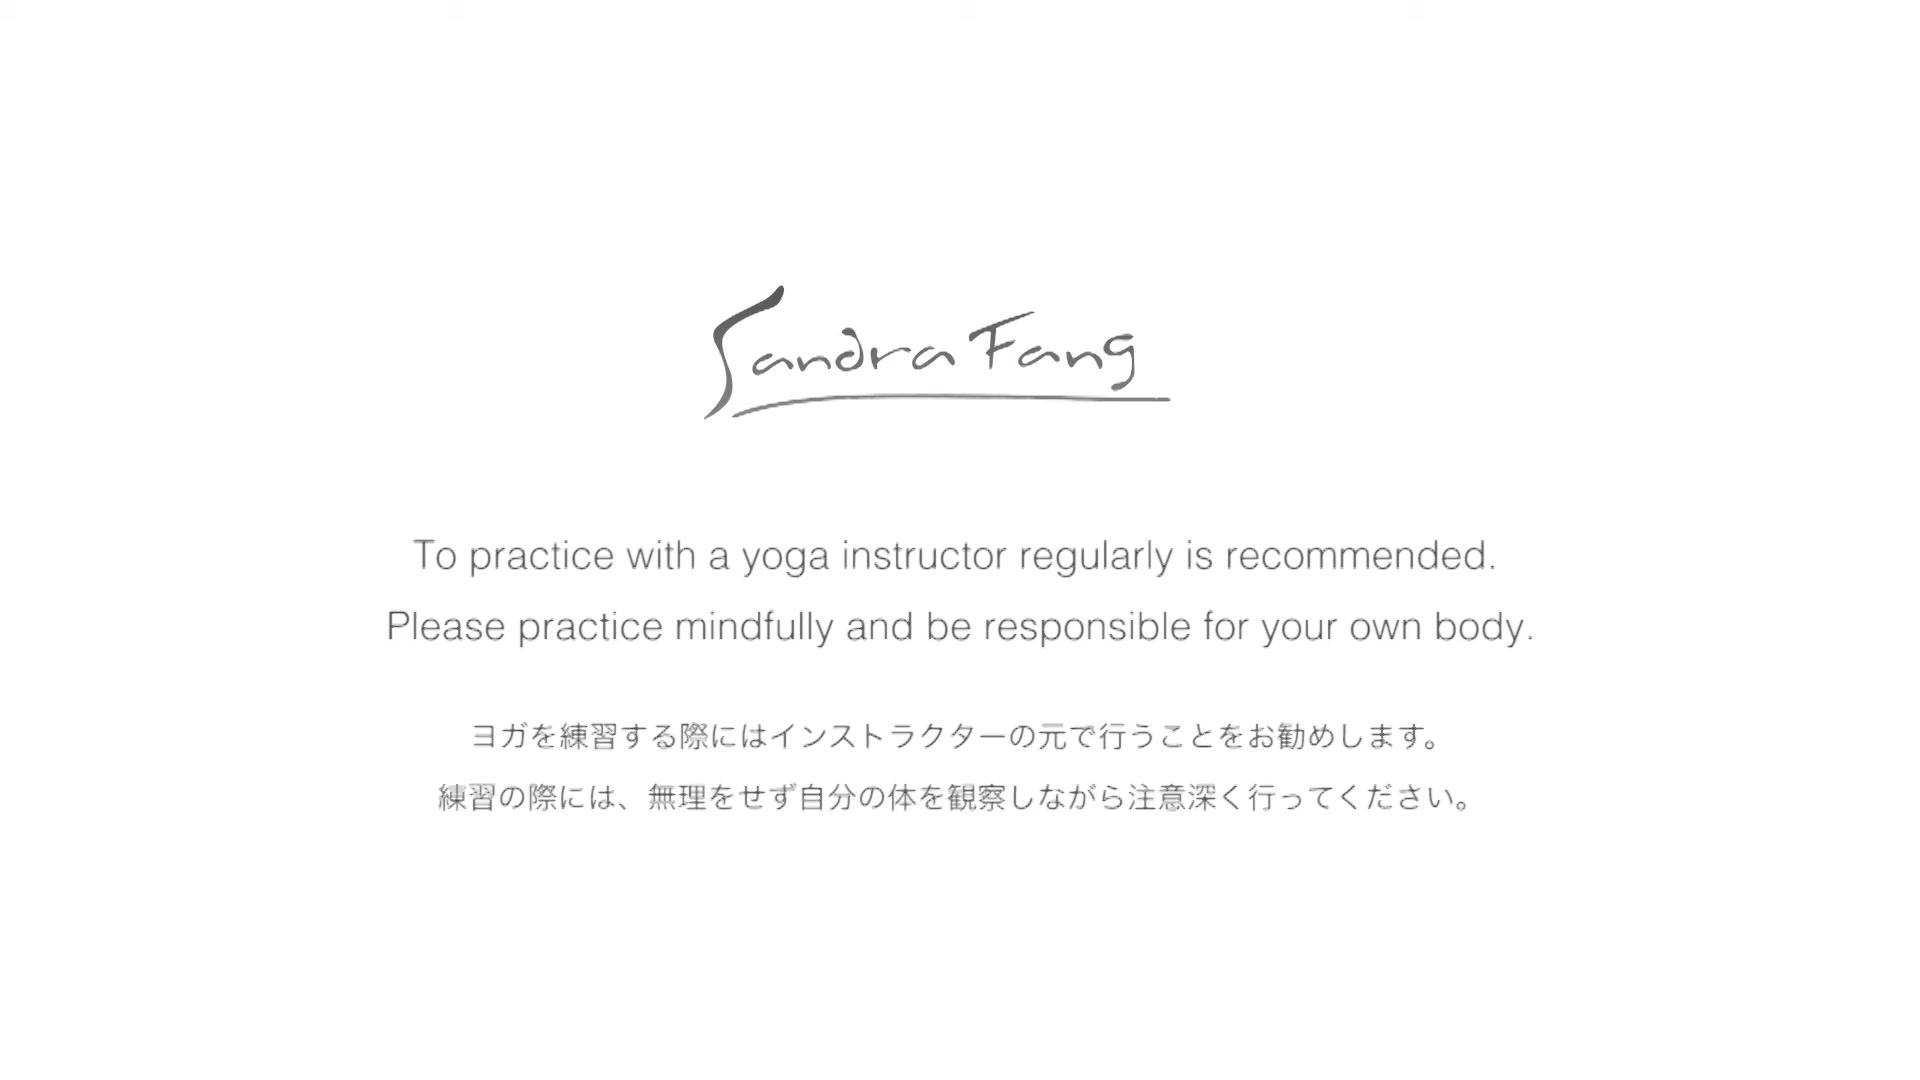 Sandra Fang
To practice with a yoga instructor regularly is recommended.
Please practice mindfully and be responsible for your own body.
ヨガを練習する際にはインストラクターの元で行うことをお勧めします。
練習の際には、無理をせず自分の体を観察しながら注意深く行ってください。